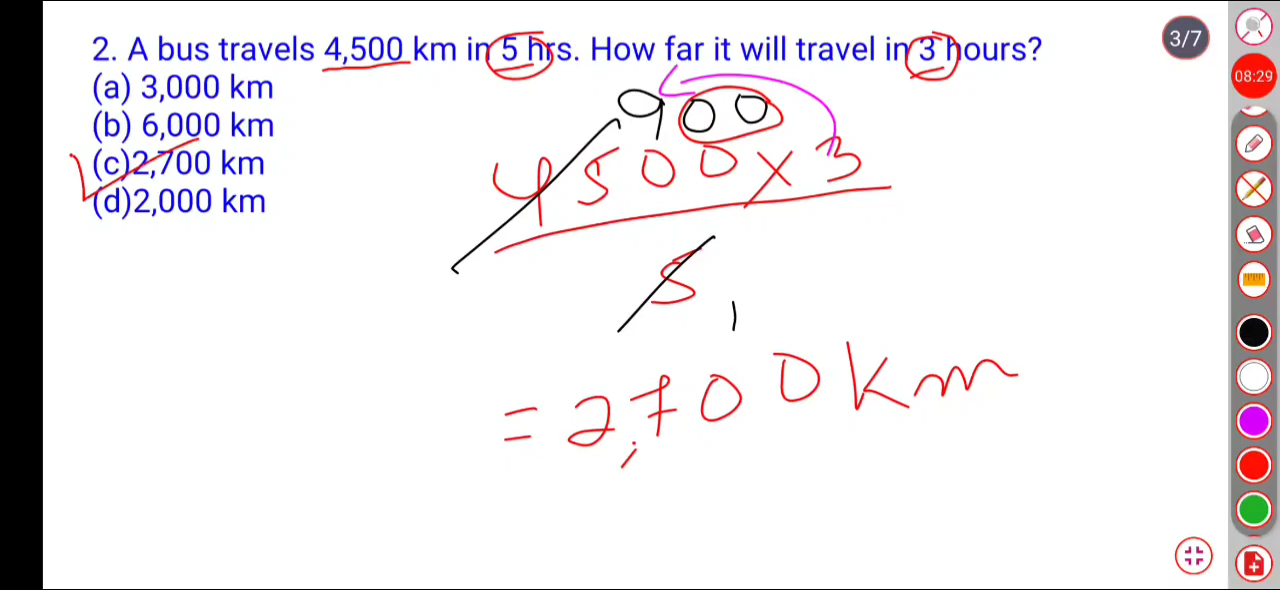 2. A bus travels 4,500 km in 5 hrs. How far it will travel in 3 hours?
(a) 3,000 km
(b) 6,000 km
(c)2,700 km
(d)2,000 km
900
4500 x 3
5
1
= 2,700 km
3/7
08:29